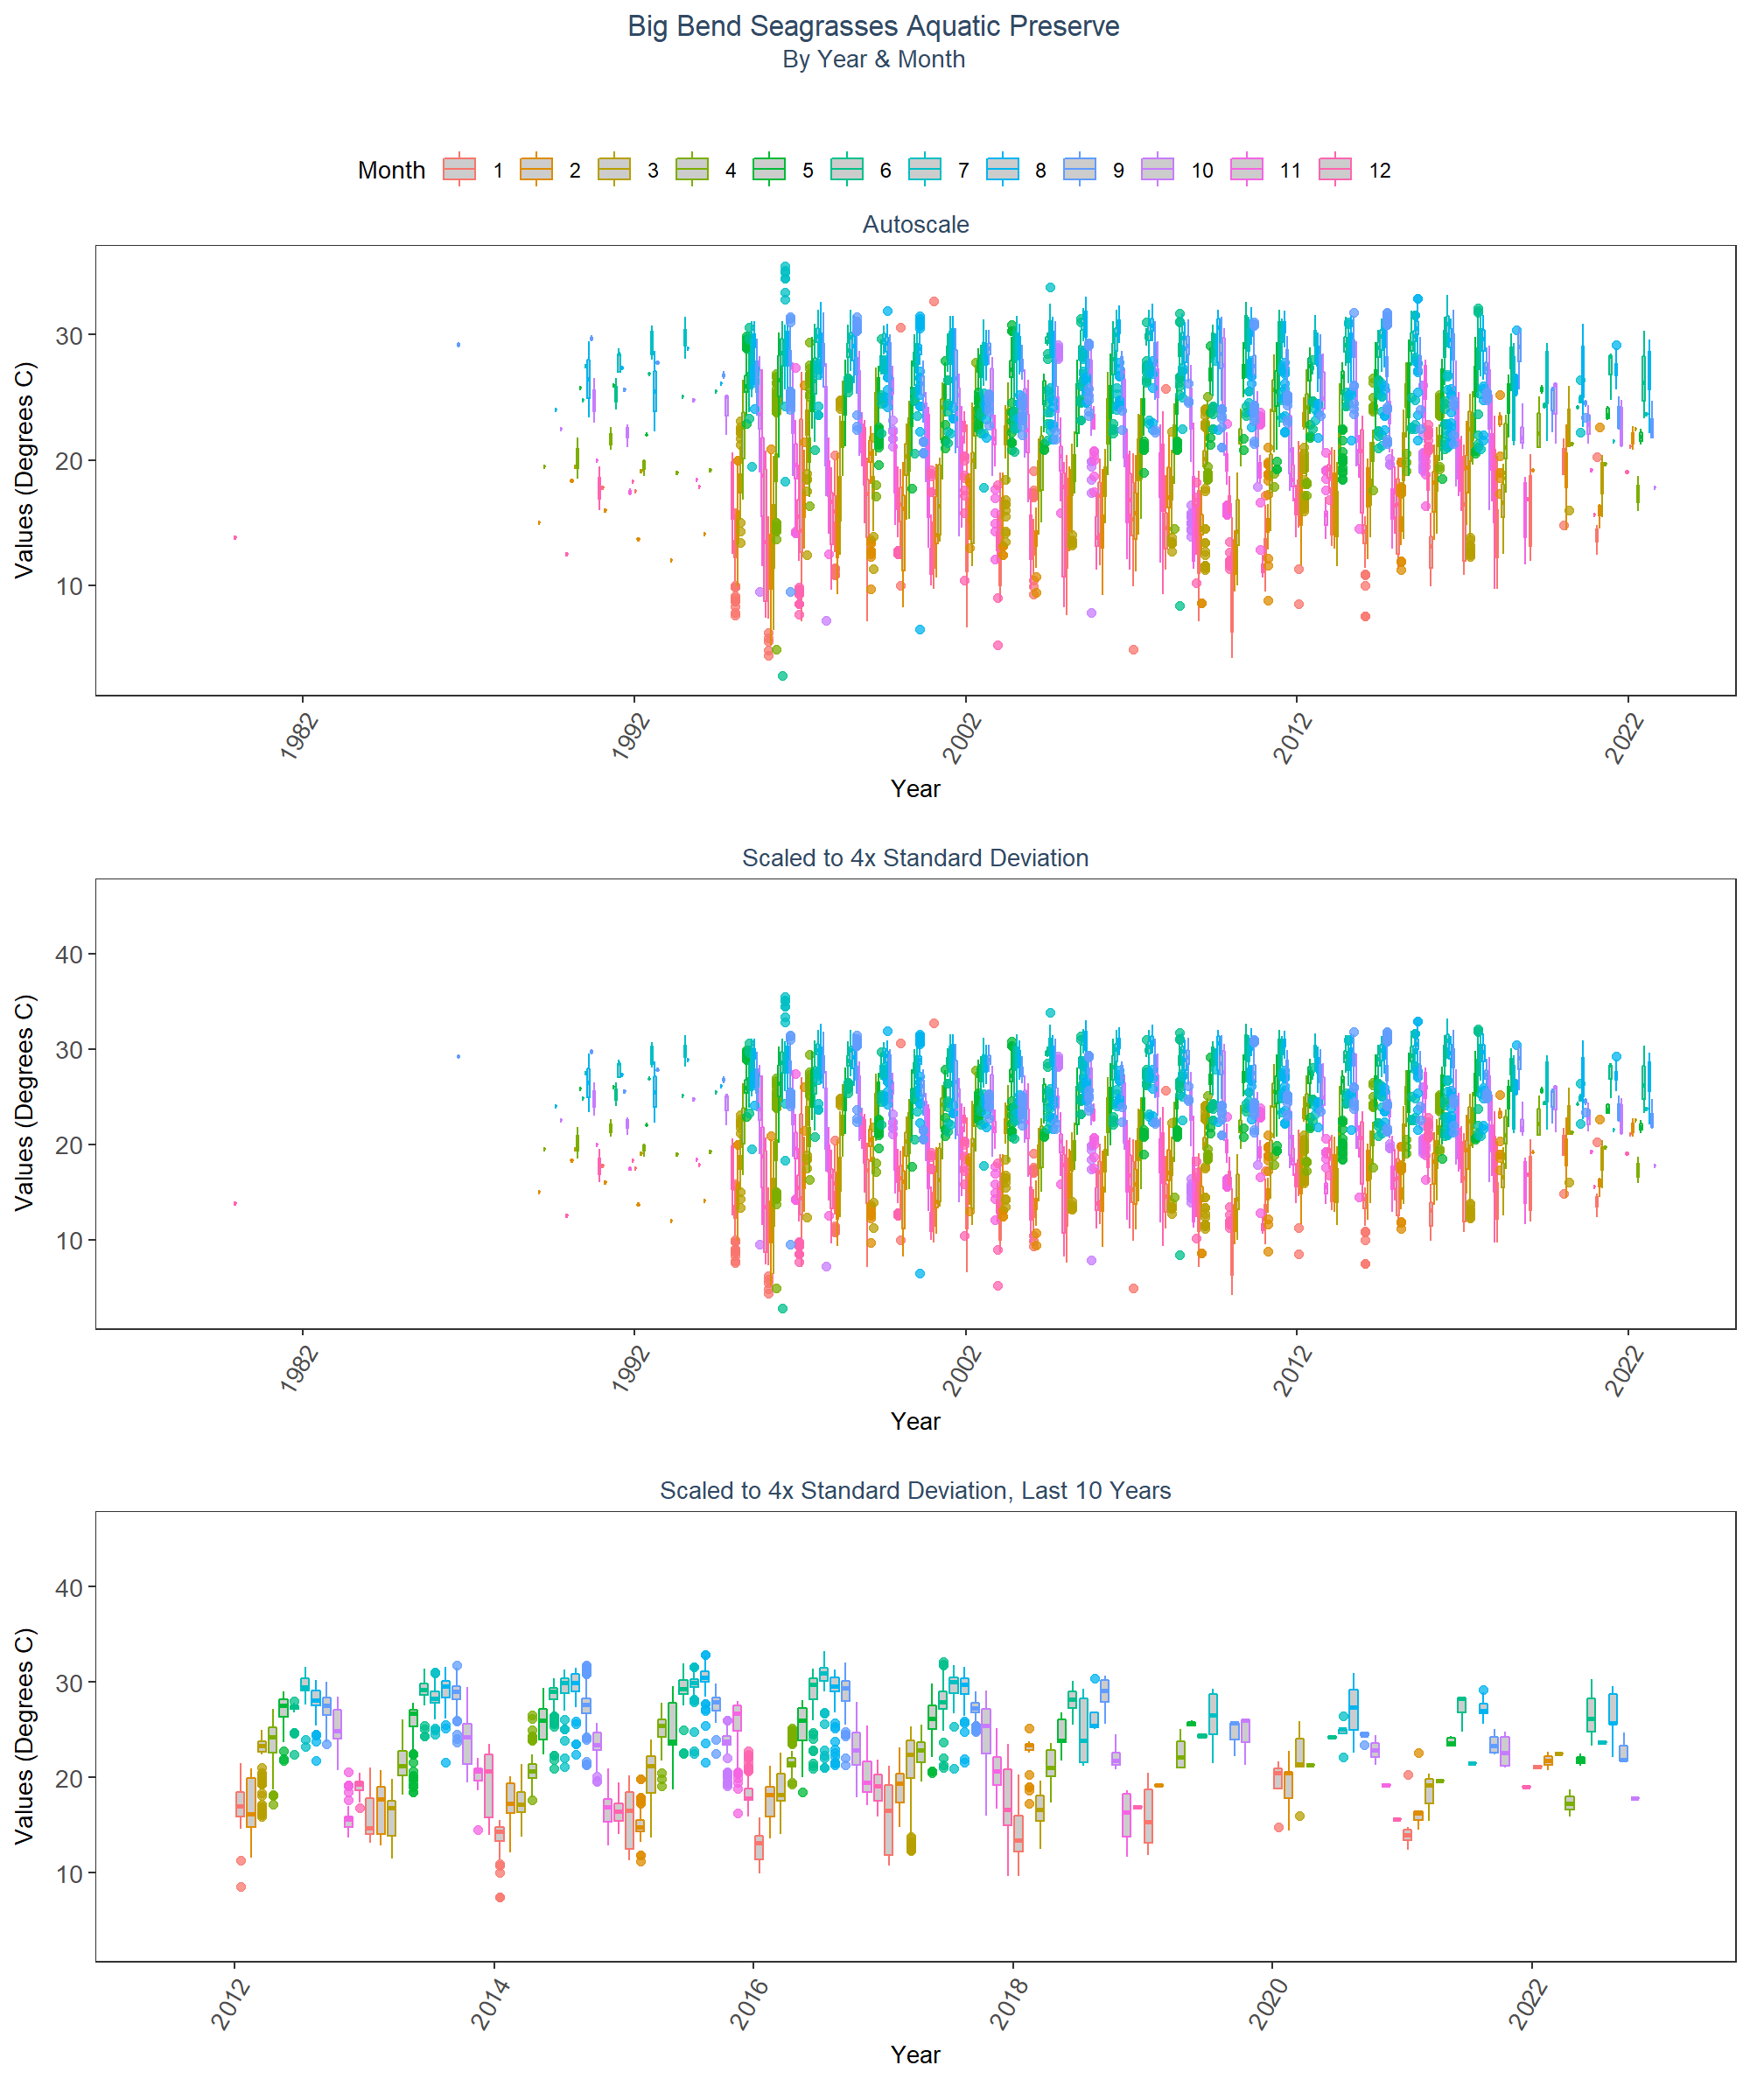 Big Bend Seagrasses Aquatic Preserve
By Year & Month
Month 1 2 3 4 5 6 7 8 9 10 11 12
Autoscale
Values (Degrees C)
30
20
10
1982 1992 2002 2012 2022
Year
Scaled to 4x Standard Deviation
Values (Degrees C)
40
30
20
10
1982 1992 2002 2012 2022
Year
Scaled to 4x Standard Deviation, Last 10 Years
Values (Degrees C)
40
30
20
10
2012 2014 2016 2018 2020 2022
Year